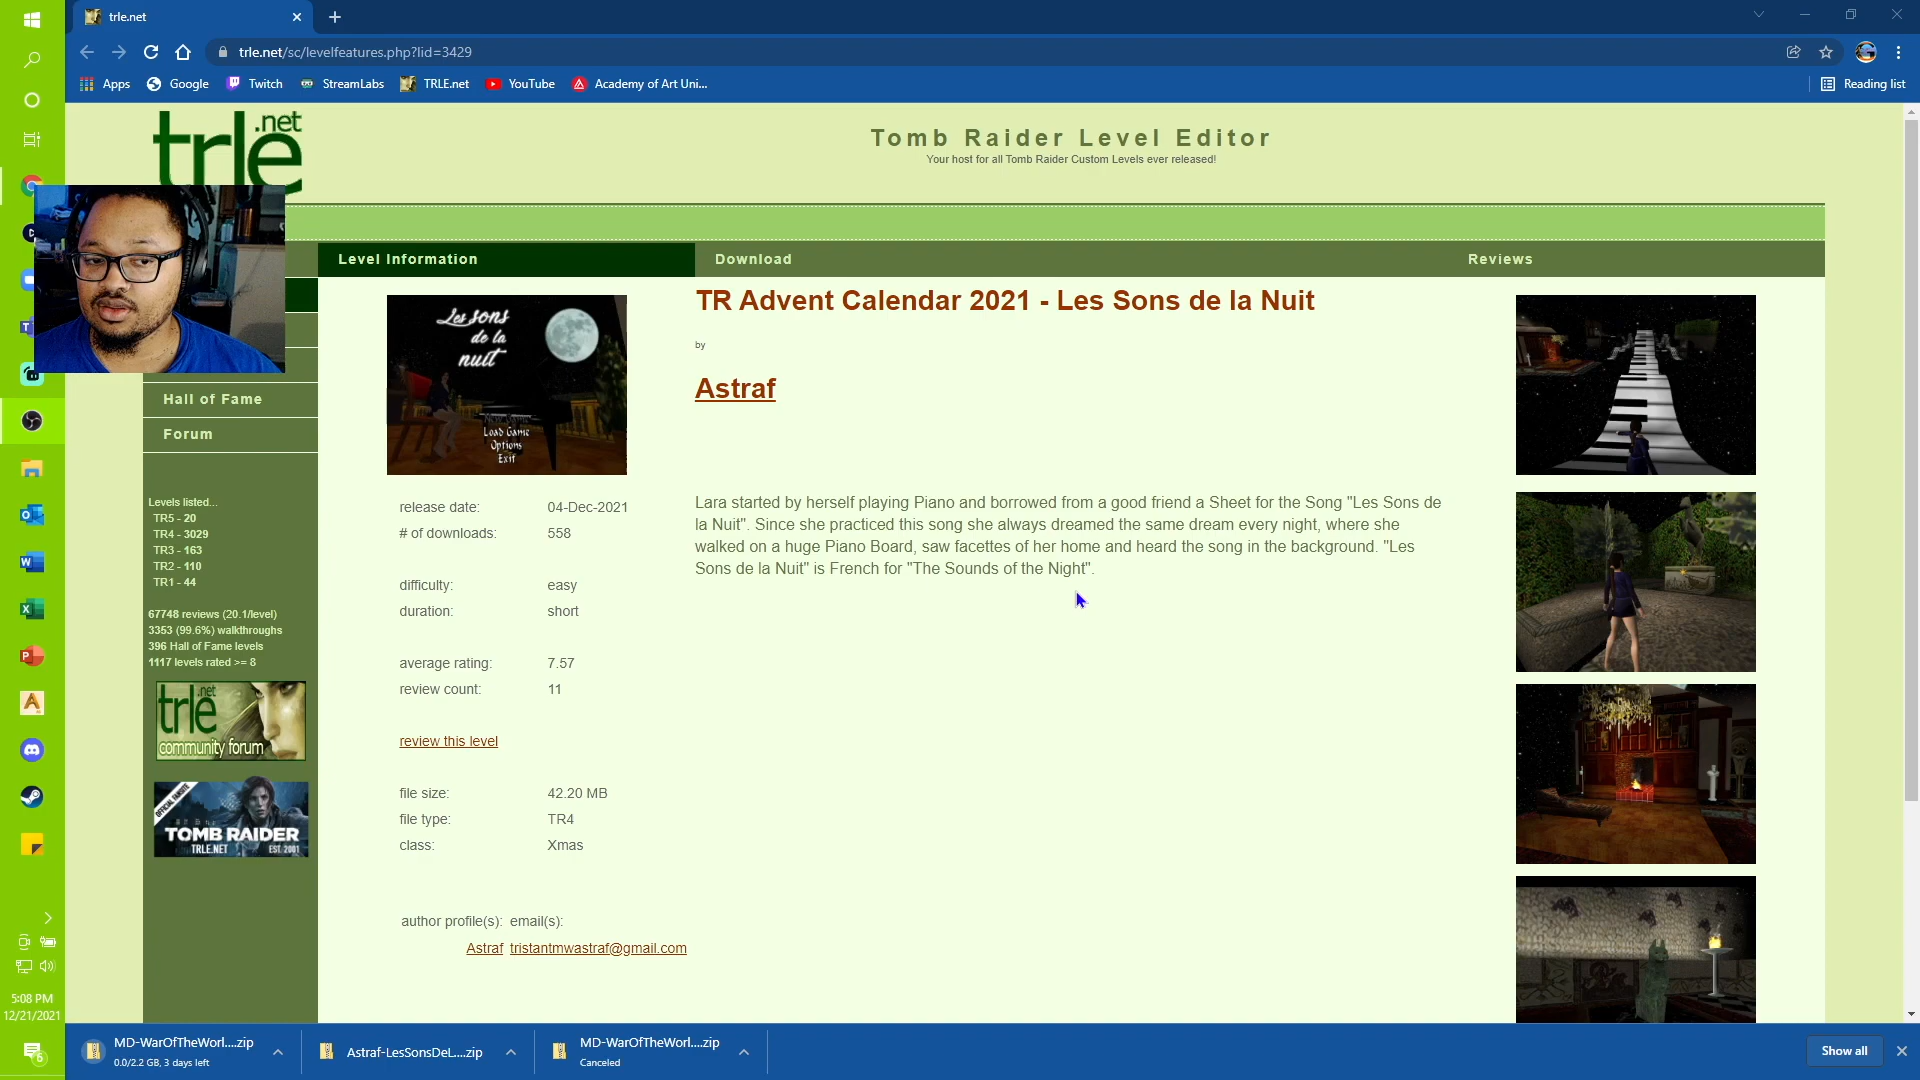 trle.net
trle.net/sc/levelfeatures.php?lid=3429
Apps Google Twitch StreamLabs TRLE.net YouTube Academy of Art Uni... Reading list
trle.net
Tomb Raider Level Editor
Your host for all Tomb Raider Custom Levels ever released!
Level Information Download Reviews
Hall of Fame
Forum
Levels listed...
TR5 - 20
TR4 - 3029
TR3 - 163
TR2 - 110
TR1 - 44
67748 reviews (20.1/level)
3353 (99.6%) walkthroughs
396 Hall of Fame levels
1117 levels rated >= 8
trle.net
community forum
OFFICIAL FANSITE
TOMB RAIDER
TRLE.NET EST. 2001
Les sons
de la
nuit
New Game
Load Game
Options
Exit
TR Advent Calendar 2021 - Les Sons de la Nuit
by
Astraf
release date: 04-Dec-2021
# of downloads: 558
difficulty: easy
duration: short
average rating: 7.57
review count: 11
review this level
file size: 42.20 MB
file type: TR4
class: Xmas
author profile(s): email(s):
Astraf tristantmwastraf@gmail.com
Lara started by herself playing Piano and borrowed from a good friend a Sheet for the Song "Les Sons de
la Nuit". Since she practiced this song she always dreamed the same dream every night, where she
walked on a huge Piano Board, saw facettes of her home and heard the song in the background. "Les
Sons de la Nuit" is French for "The Sounds of the Night".
5:08 PM
12/21/2021
6
MD-WarOfTheWorl....zip
0.0/2.2 GB, 3 days left
Astraf-LesSonsDeL....zip
MD-WarOfTheWorl....zip
Canceled
Show all